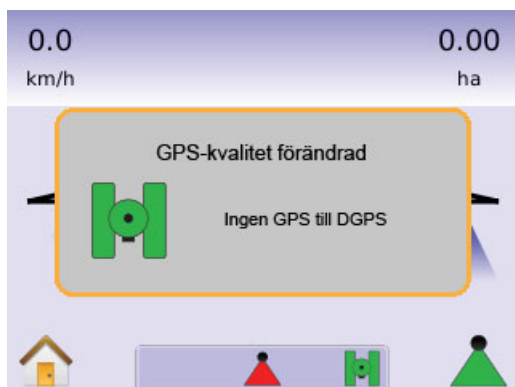 0.0
0.00
km/h
ha
GPS-kvalitet förändrad
Ingen GPS till DGPS